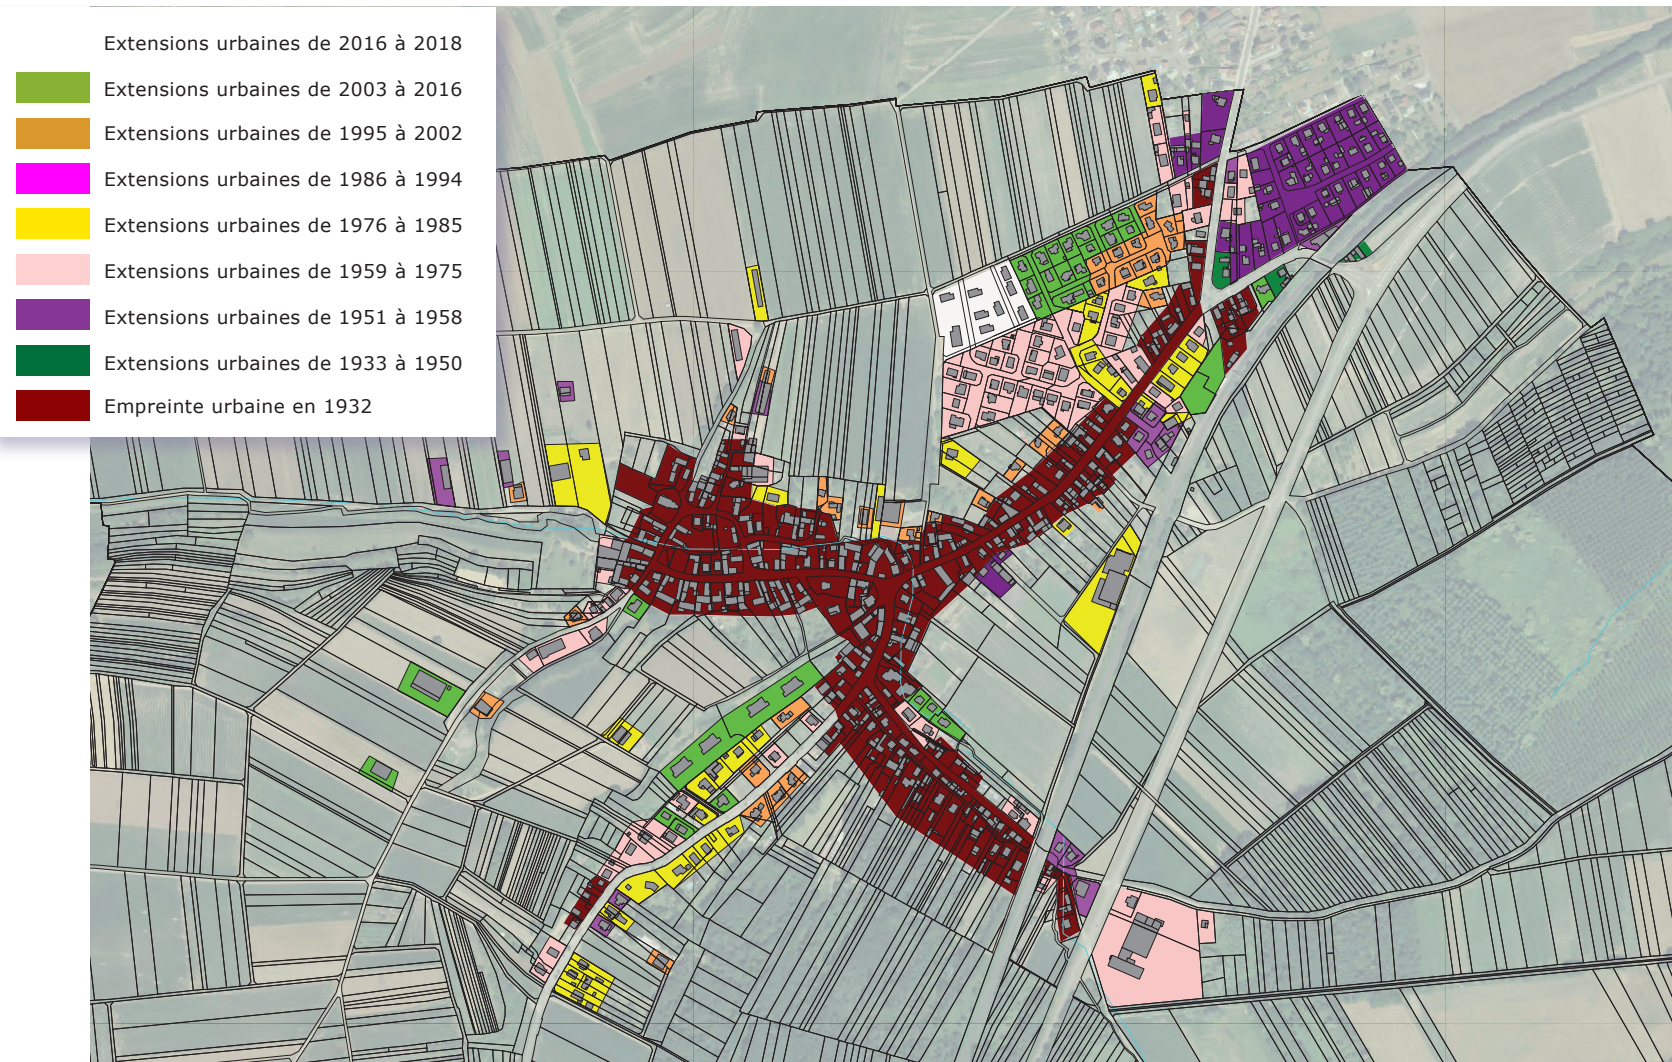 Extensions urbaines de 2016 à 2018
Extensions urbaines de 2003 à 2016
Extensions urbaines de 1995 à 2002
Extensions urbaines de 1986 à 1994
Extensions urbaines de 1976 à 1985
Extensions urbaines de 1959 à 1975
Extensions urbaines de 1951 à 1958
Extensions urbaines de 1933 à 1950
Empreinte urbaine en 1932